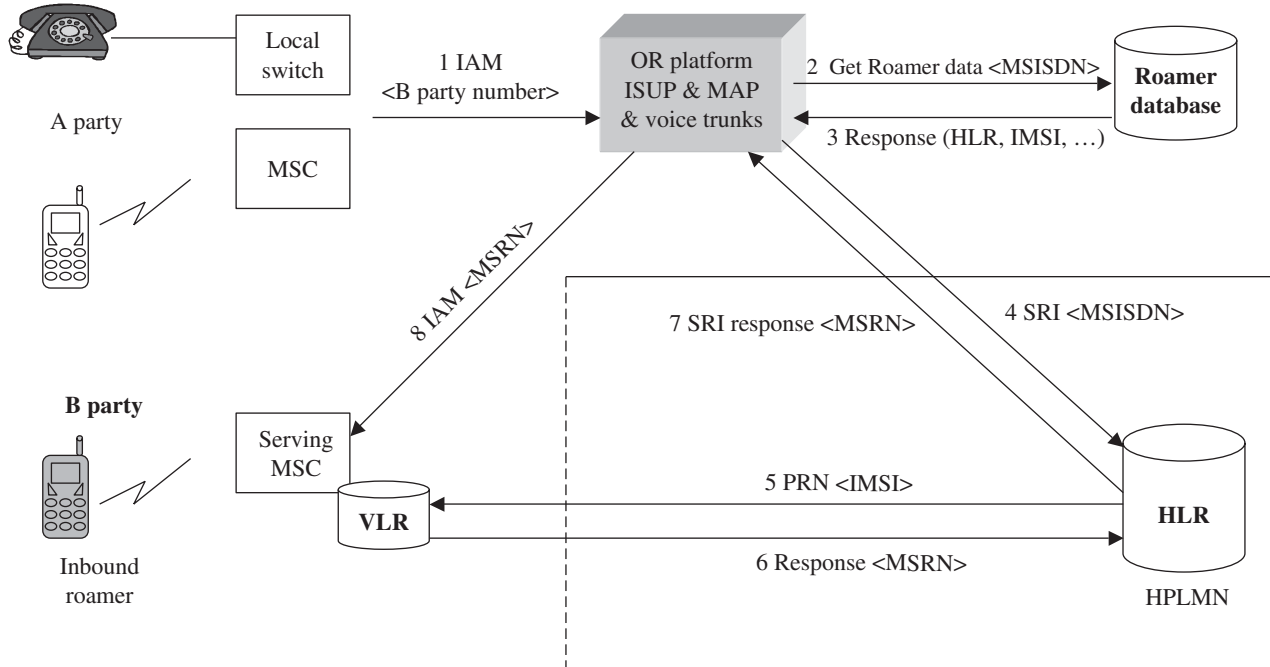 Local
switch
A party
MSC
1 IAM
<B party number>
OR platform
ISUP & MAP
& voice trunks
2 Get Roamer data <MSISDN>
3 Response (HLR, IMSI, …)
Roamer
database
8 IAM <MSRN>
7 SRI response <MSRN>
4 SRI <MSISDN>
B party
Inbound
roamer
Serving
MSC
VLR
5 PRN <IMSI>
6 Response <MSRN>
HLR
HPLMN